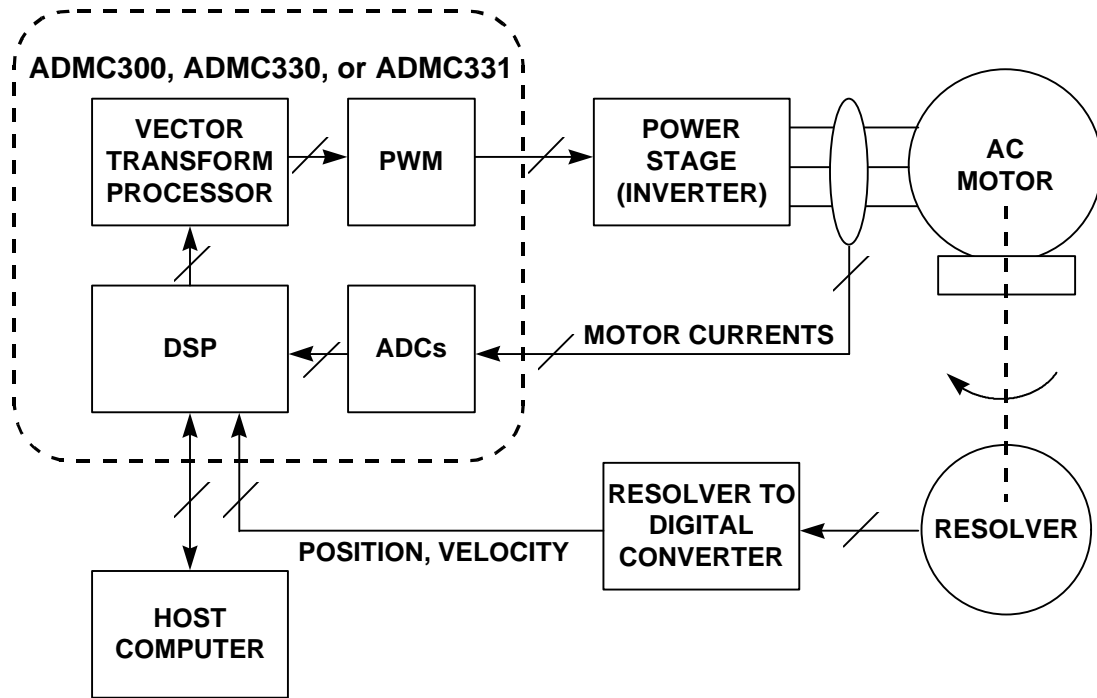 ADMC300, ADMC330, or ADMC331
VECTOR
TRANSFORM
PROCESSOR
PWM
POWER
STAGE
(INVERTER)
AC
MOTOR
DSP
ADCs
MOTOR CURRENTS
RESOLVER TO
DIGITAL
CONVERTER
RESOLVER
POSITION, VELOCITY
HOST
COMPUTER